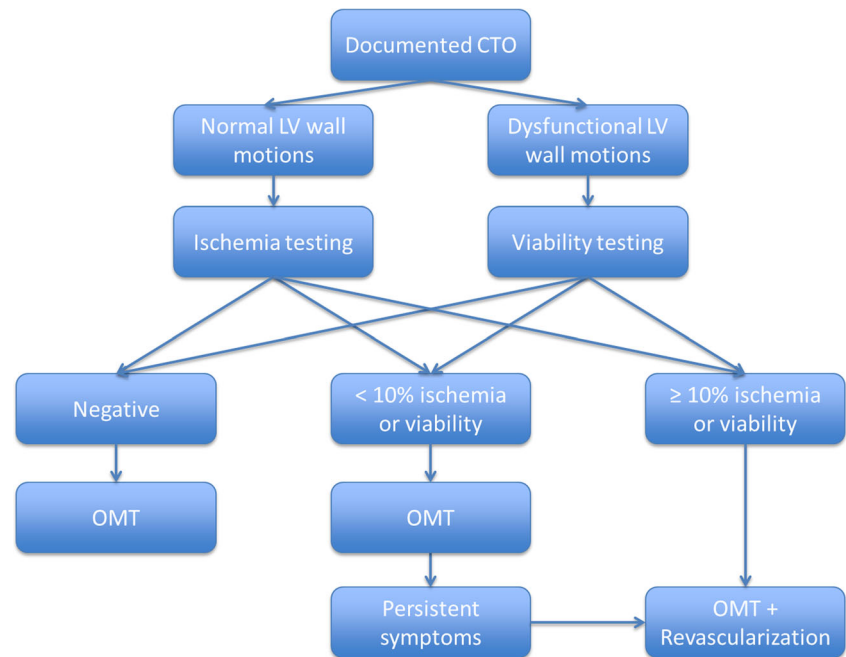 Documented CTO
Normal LV wall
motions
Dysfunctional LV
wall motions
Ischemia testing
Viability testing
Negative
< 10% ischemia
or viability
≥ 10% ischemia
or viability
OMT
OMT
Persistent
symptoms
OMT +
Revascularization